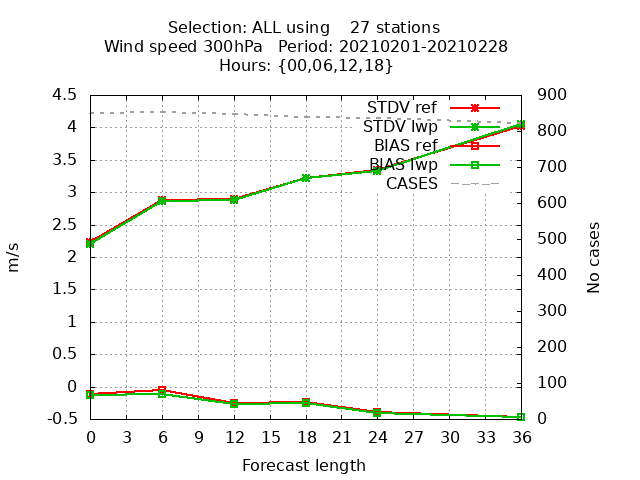 Selection: ALL using    27 stations
Wind speed 300hPa   Period: 20210201-20210228
Hours: {00,06,12,18}
4.5
4
3.5
3
2.5
2
1.5
1
0.5
0
-0.5
m/s
STDV ref
STDV lwp
BIAS ref
BIAS lwp
CASES
900
800
700
600
500
400
300
200
100
0
No cases
0 3 6 9 12 15 18 21 24 27 30 33 36
Forecast length